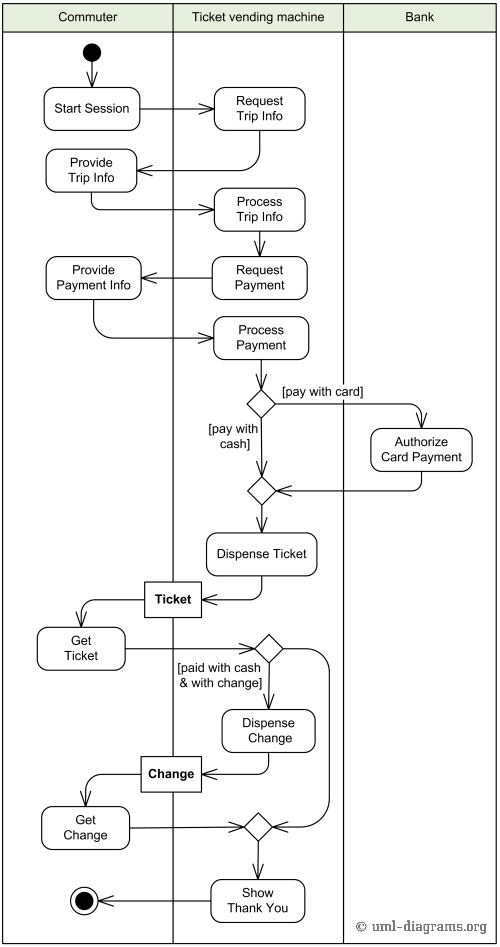 Commuter
Ticket vending machine
Bank
Start Session
Request
Trip Info
Provide
Trip Info
Process
Trip Info
Provide
Payment Info
Request
Payment
Process
Payment
[pay with card]
[pay with
cash]
Authorize
Card Payment
Dispense Ticket
Ticket
Get
Ticket
[paid with cash
& with change]
Dispense
Change
Change
Get
Change
Show
Thank You
© uml-diagrams.org